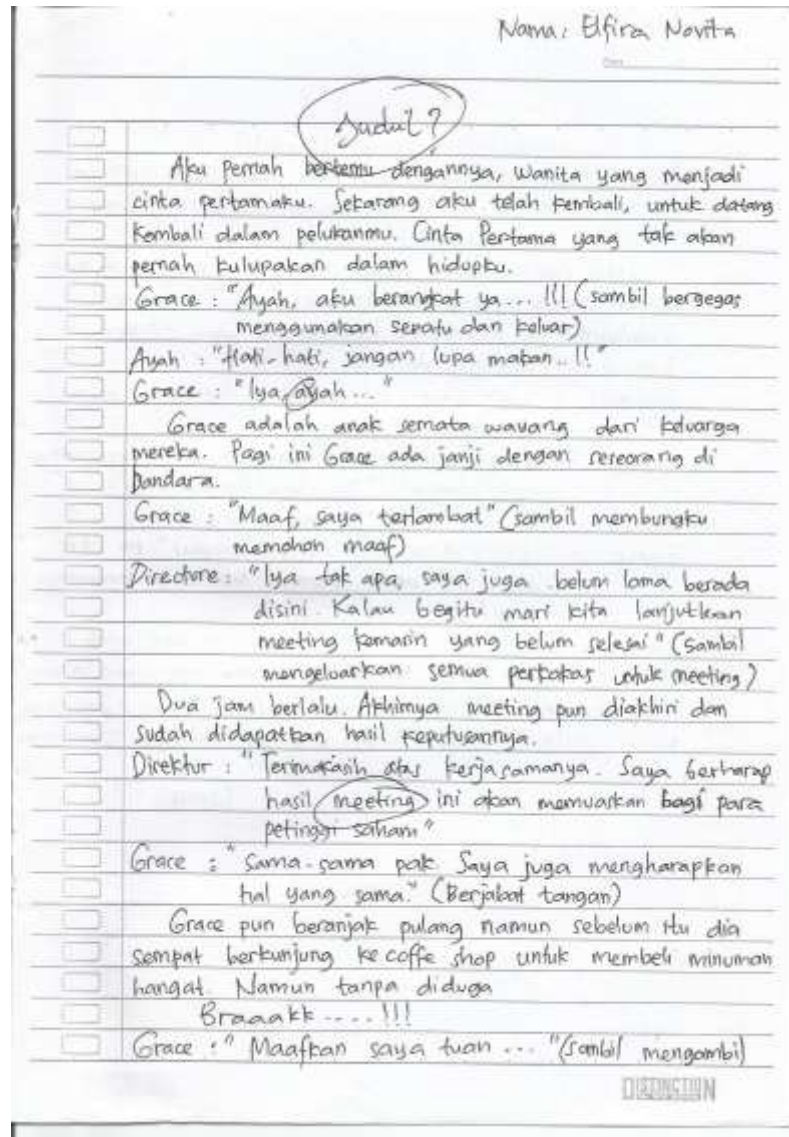 Nama: Elfira Novita
Judul?
Aku pernah bertemu dengannya, wanita yang menjadi
cinta pertamaku. Sekarang aku telah kembali, untuk datang
kembali dalam pelukanmu. Cinta Pertama yang tak akan
pernah kulupakan dalam hidupku.
Grace : "Ayah, aku berangkat ya... !!! (sambil bergegas
menggunakan sepatu dan keluar)
Ayah : "Hati-hati, jangan lupa makan..!!"
Grace : "Iya, ayah..."
Grace adalah anak semata wayang dari keluarga
mereka. Pagi ini Grace ada janji dengan seseorang di
bandara.
Grace : "Maaf, saya terlambat" (sambil membungku
memohon maaf)
Directore : "Iya tak apa, saya juga belum lama berada
disini. Kalau begitu mari kita lanjutkan
meeting kemarin yang belum selesai" (sambil
mengeluarkan semua perkakas untuk meeting)
Dua jam berlalu. Akhirnya meeting pun diakhiri dan
sudah didapatkan hasil keputusannya.
Direktur : "Terimakasih atas kerjasamanya. Saya berharap
hasil meeting ini akan memuaskan bagi para
petinggi saham"
Grace : "Sama-sama pak. Saya juga mengharapkan
hal yang sama." (Berjabat tangan)
Grace pun beranjak pulang namun sebelum itu dia
sempat berkunjung ke coffe shop untuk membeli minuman
hangat. Namun tanpa diduga
Braaakk ....!!!
Grace : "Maafkan saya tuan ... "(sambil mengambil)